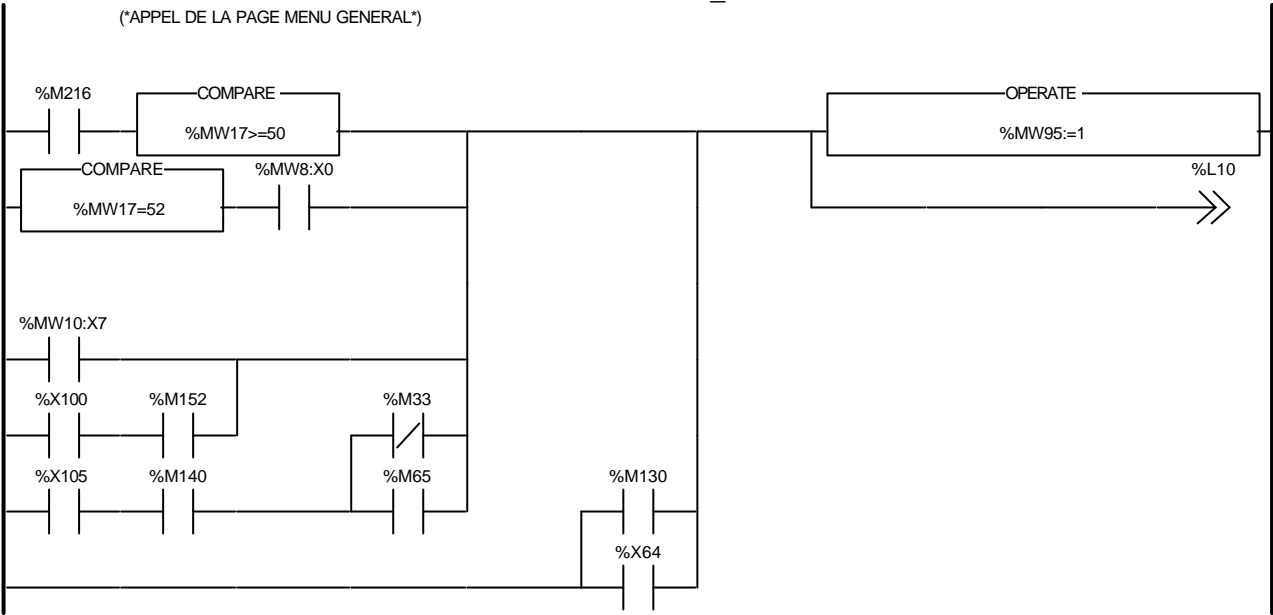 (*APPEL DE LA PAGE MENU GENERAL*)
%M216 COMPARE OPERATE
%MW17>=50 %MW95:=1
COMPARE %MW8:X0 %L10
%MW17=52
%MW10:X7
%X100 %M152 %M33
%X105 %M140 %M65 %M130
%X64